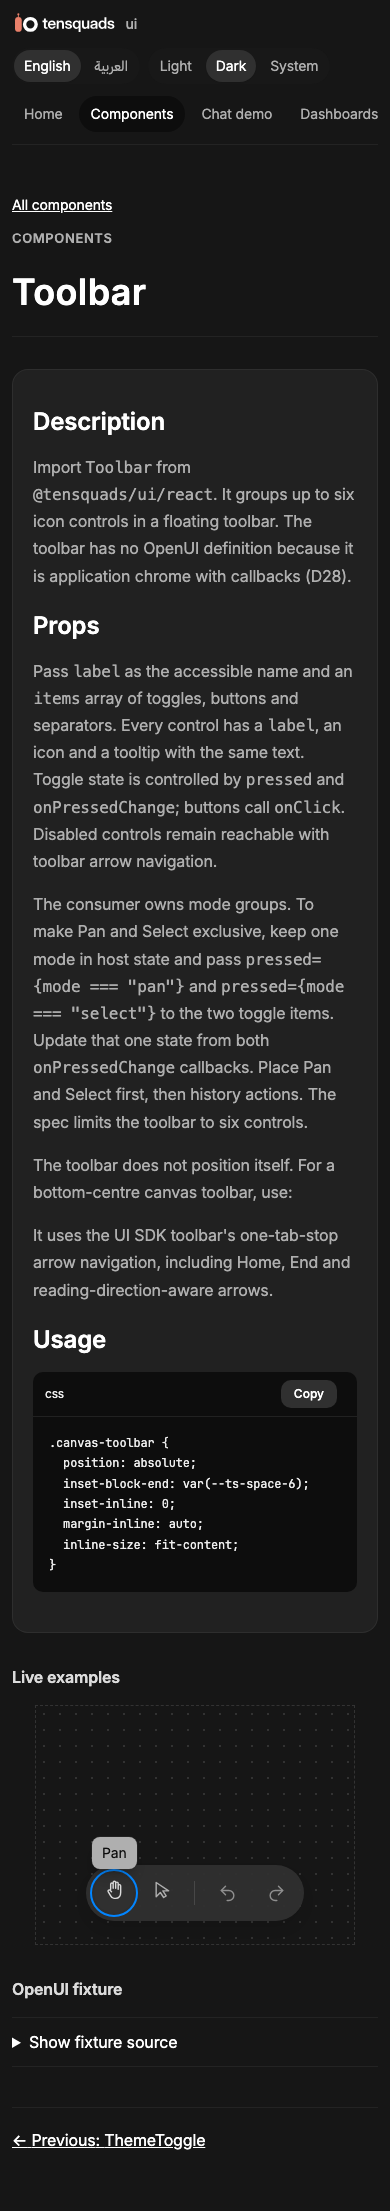 tensquads ui
English العربية Light Dark System
Home Components Chat demo Dashboards
All components
COMPONENTS
Toolbar
Description
Import Toolbar from
@tensquads/ui/react. It groups up to six
icon controls in a floating toolbar. The
toolbar has no OpenUI definition because it
is application chrome with callbacks (D28).
Props
Pass label as the accessible name and an
items array of toggles, buttons and
separators. Every control has a label, an
icon and a tooltip with the same text.
Toggle state is controlled by pressed and
onPressedChange; buttons call onClick.
Disabled controls remain reachable with
toolbar arrow navigation.
The consumer owns mode groups. To
make Pan and Select exclusive, keep one
mode in host state and pass pressed=
{mode === "pan"} and pressed={mode
=== "select"} to the two toggle items.
Update that one state from both
onPressedChange callbacks. Place Pan
and Select first, then history actions. The
spec limits the toolbar to six controls.
The toolbar does not position itself. For a
bottom-centre canvas toolbar, use:
It uses the UI SDK toolbar's one-tab-stop
arrow navigation, including Home, End and
reading-direction-aware arrows.
Usage
css Copy
.canvas-toolbar {
  position: absolute;
  inset-block-end: var(--ts-space-6);
  inset-inline: 0;
  margin-inline: auto;
  inline-size: fit-content;
}
Live examples
Pan
OpenUI fixture
▶ Show fixture source
← Previous: ThemeToggle